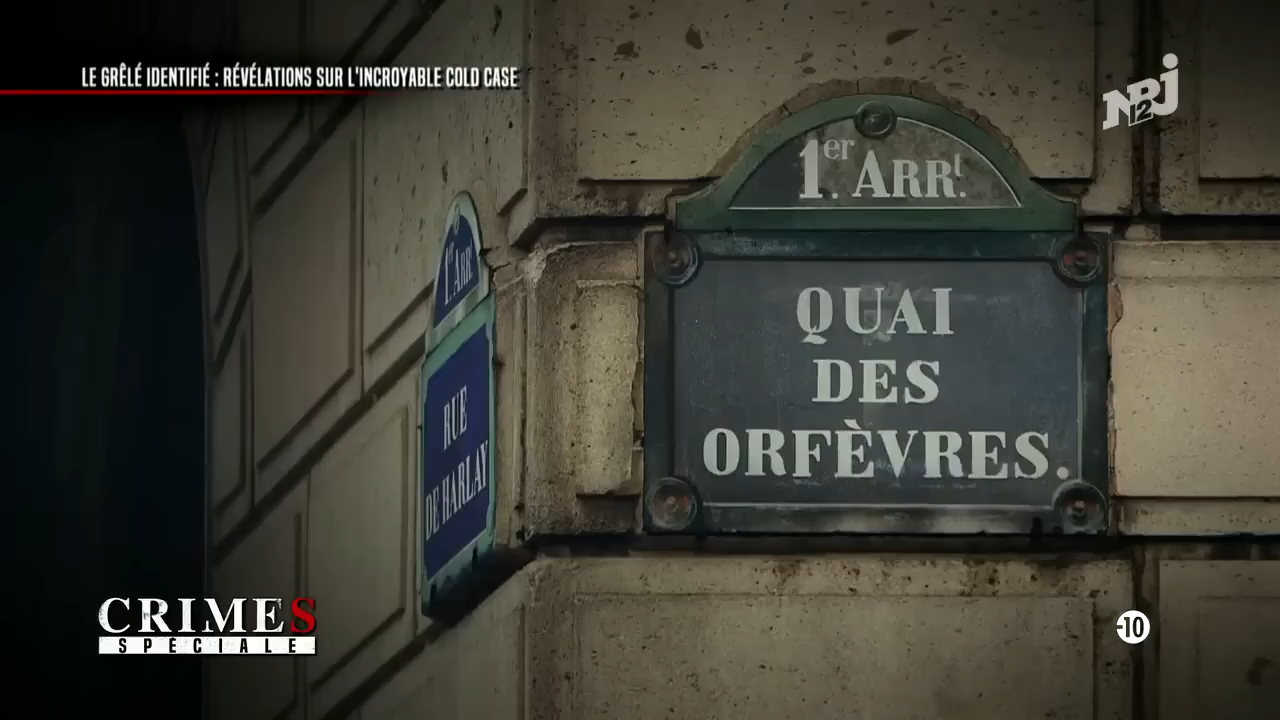 LE GRÊLÉ IDENTIFIÉ : RÉVÉLATIONS SUR L'INCROYABLE COLD CASE
NRJ
12
1er. ARRt.
QUAI
DES
ORFÈVRES.
1er. ARRt.
RUE
DE HARLAY
CRIMES
SPÉCIALE
-10